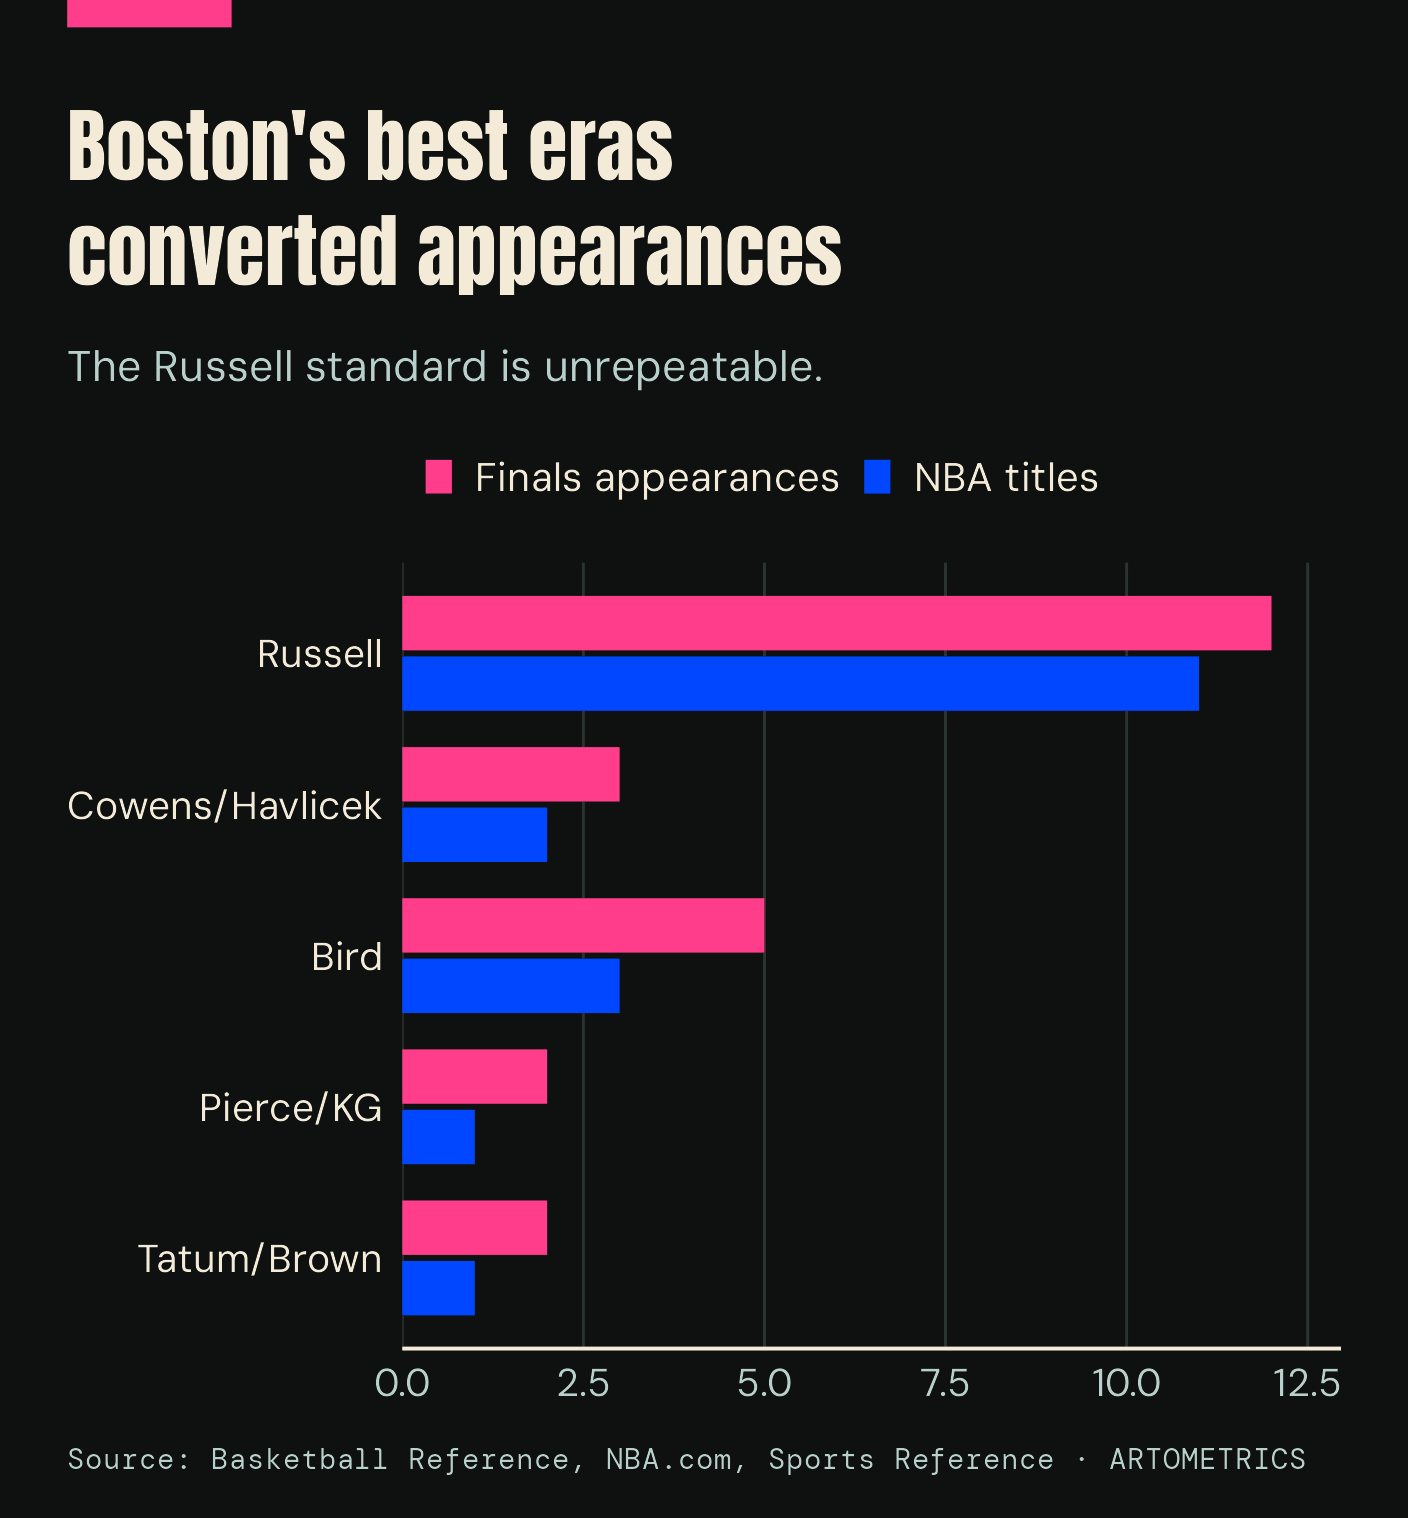 Boston's best eras
converted appearances
The Russell standard is unrepeatable.
Finals appearances NBA titles
Russell
Cowens/Havlicek
Bird
Pierce/KG
Tatum/Brown
0.0 2.5 5.0 7.5 10.0 12.5
Source: Basketball Reference, NBA.com, Sports Reference · ARTOMETRICS